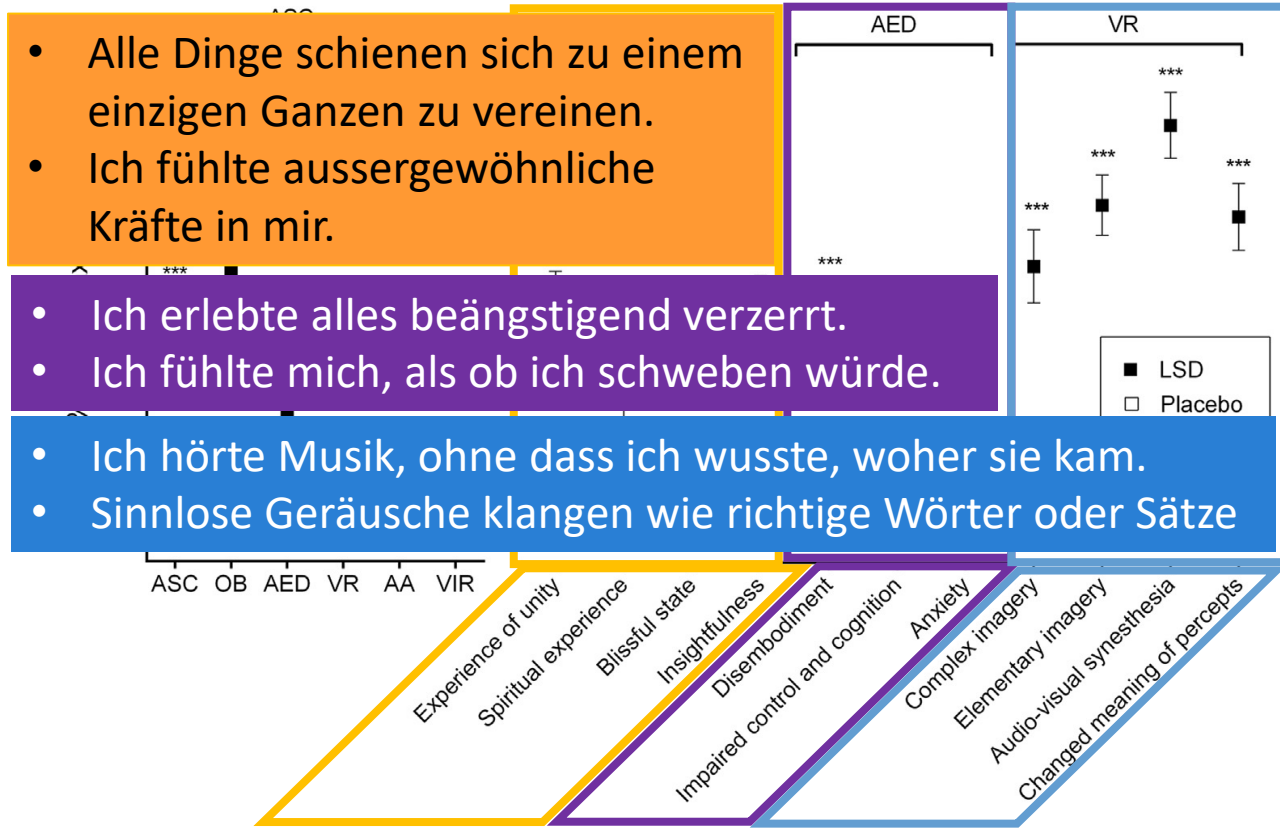 • Alle Dinge schienen sich zu einem
einzigen Ganzen zu vereinen.
• Ich fühlte aussergewöhnliche
Kräfte in mir.
AED
VR
***
***
***
***
***
***
• Ich erlebte alles beängstigend verzerrt.
• Ich fühlte mich, als ob ich schweben würde.
■ LSD
□ Placebo
• Ich hörte Musik, ohne dass ich wusste, woher sie kam.
• Sinnlose Geräusche klangen wie richtige Wörter oder Sätze
ASC OB AED VR AA VIR
Experience of unity
Spiritual experience
Blissful state
Insightfulness
Disembodiment
Impaired control and cognition
Anxiety
Complex imagery
Elementary imagery
Audio-visual synesthesia
Changed meaning of percepts